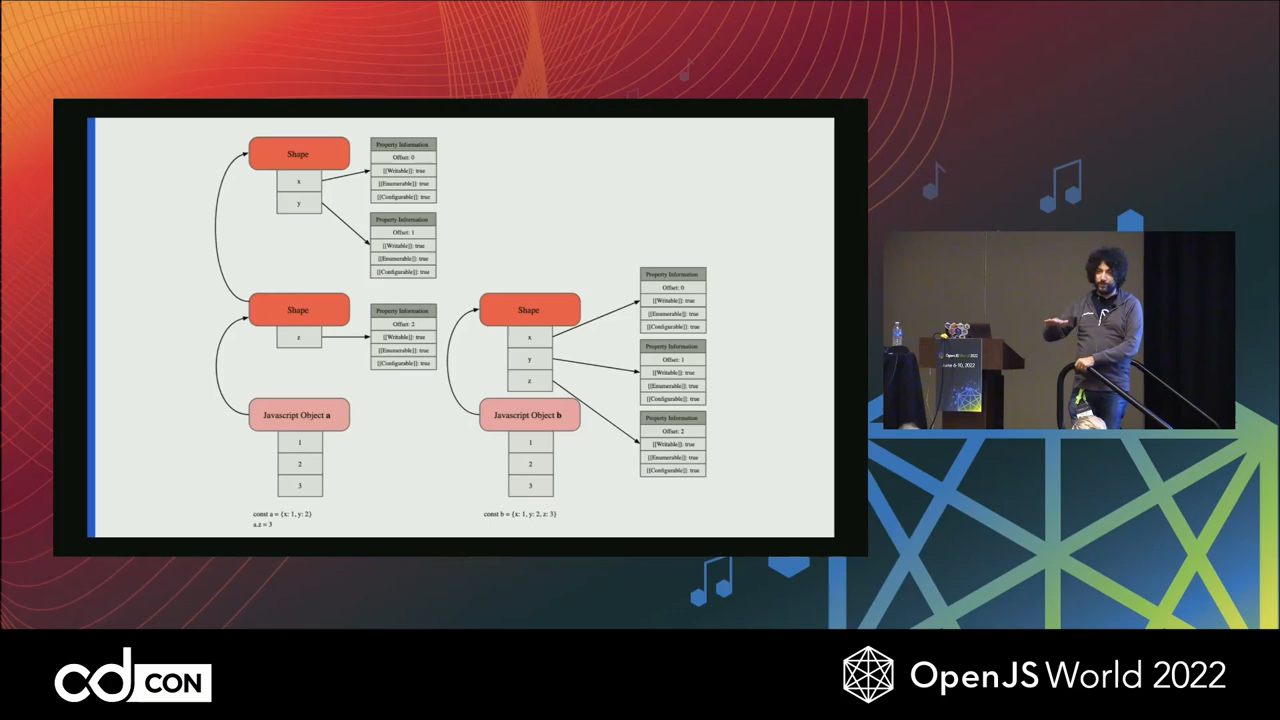 Shape
x
y
Property Information
Offset: 0
[[Writable]]: true
[[Enumerable]]: true
[[Configurable]]: true
Property Information
Offset: 1
[[Writable]]: true
[[Enumerable]]: true
[[Configurable]]: true
Shape
z
Property Information
Offset: 2
[[Writable]]: true
[[Enumerable]]: true
[[Configurable]]: true
Javascript Object a
1
2
3
const a = {x: 1, y: 2}
a.z = 3
Shape
x
y
z
Property Information
Offset: 0
[[Writable]]: true
[[Enumerable]]: true
[[Configurable]]: true
Property Information
Offset: 1
[[Writable]]: true
[[Enumerable]]: true
[[Configurable]]: true
Property Information
Offset: 2
[[Writable]]: true
[[Enumerable]]: true
[[Configurable]]: true
Javascript Object b
1
2
3
const b = {x: 1, y: 2, z: 3}
OpenJS World 2022
June 6-10, 2022
cd CON
OpenJS World 2022